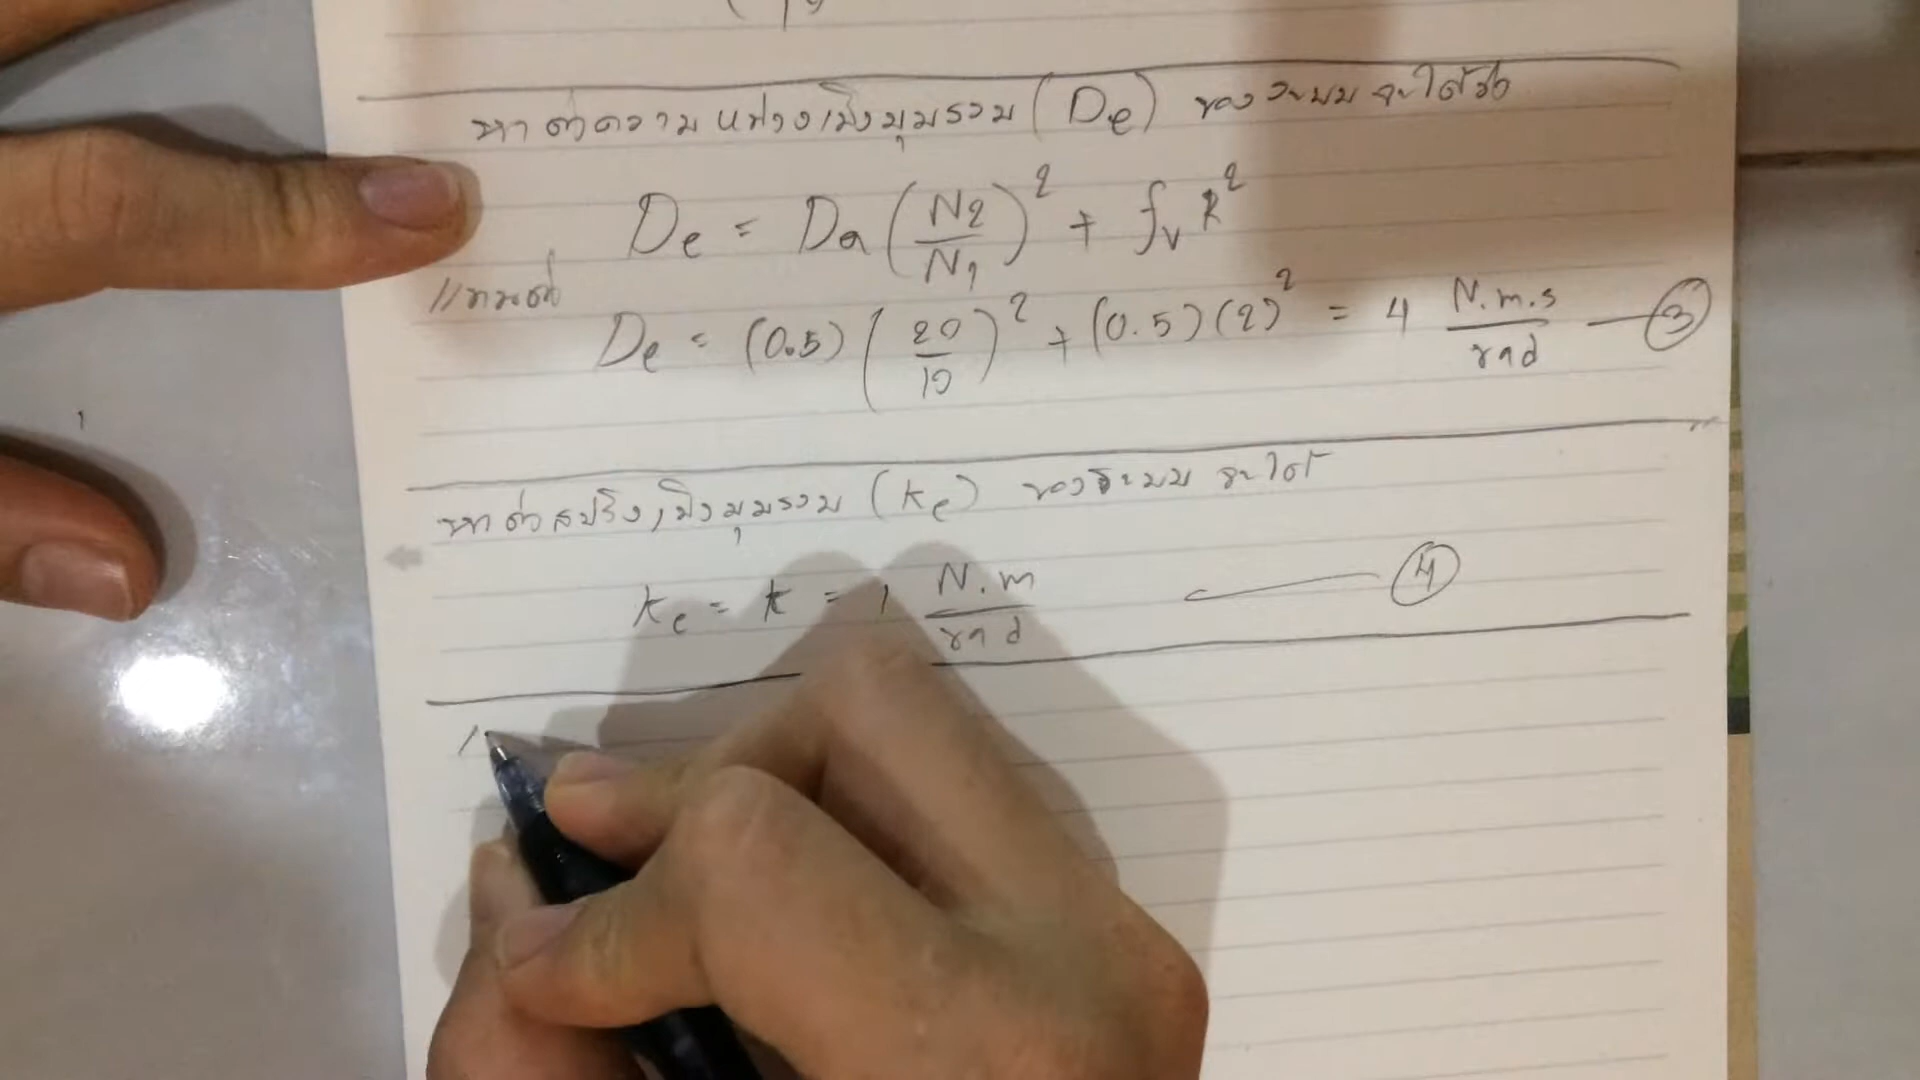 หาค่าความหน่วงเชิงมุมรวม (De) ของระบบ จะได้ว่า
De = Da (N2/N1)^2 + fv R^2
แทนค่า
De = (0.5) (20/10)^2 + (0.5)(2)^2 = 4 N.m.s/rad — ③
หาค่าสปริงเชิงมุมรวม (ke) ของระบบ จะได้
ke = k = 1 N.m/rad — ④